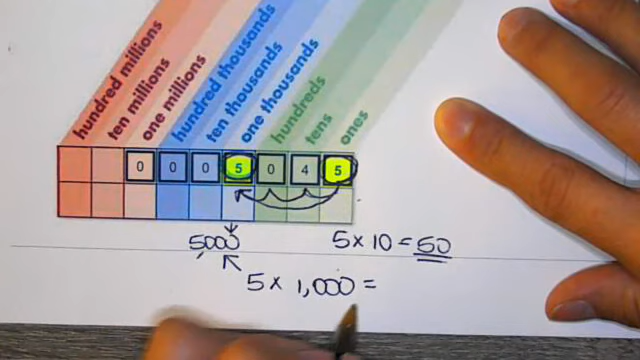 hundred millions
ten millions
one millions
hundred thousands
ten thousands
one thousands
hundreds
tens
ones
0 0 0 5 0 4 5
5000
5 x 10 = 50
5 x 1,000 =